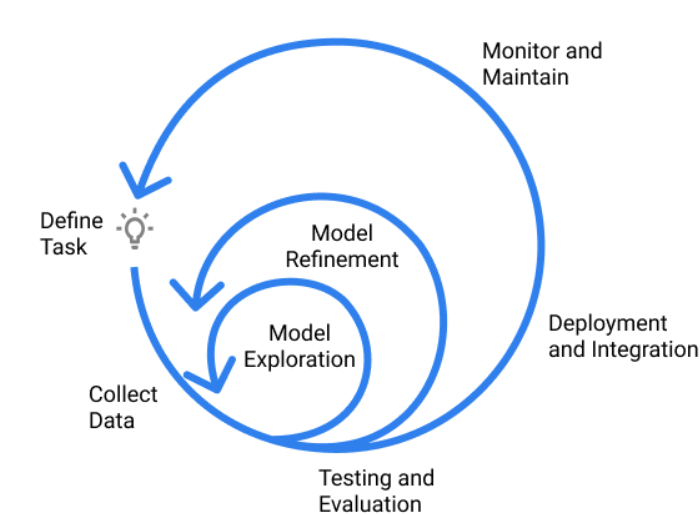 Monitor and
Maintain
Define
Task
Model
Refinement
Model
Exploration
Deployment
and Integration
Collect
Data
Testing and
Evaluation